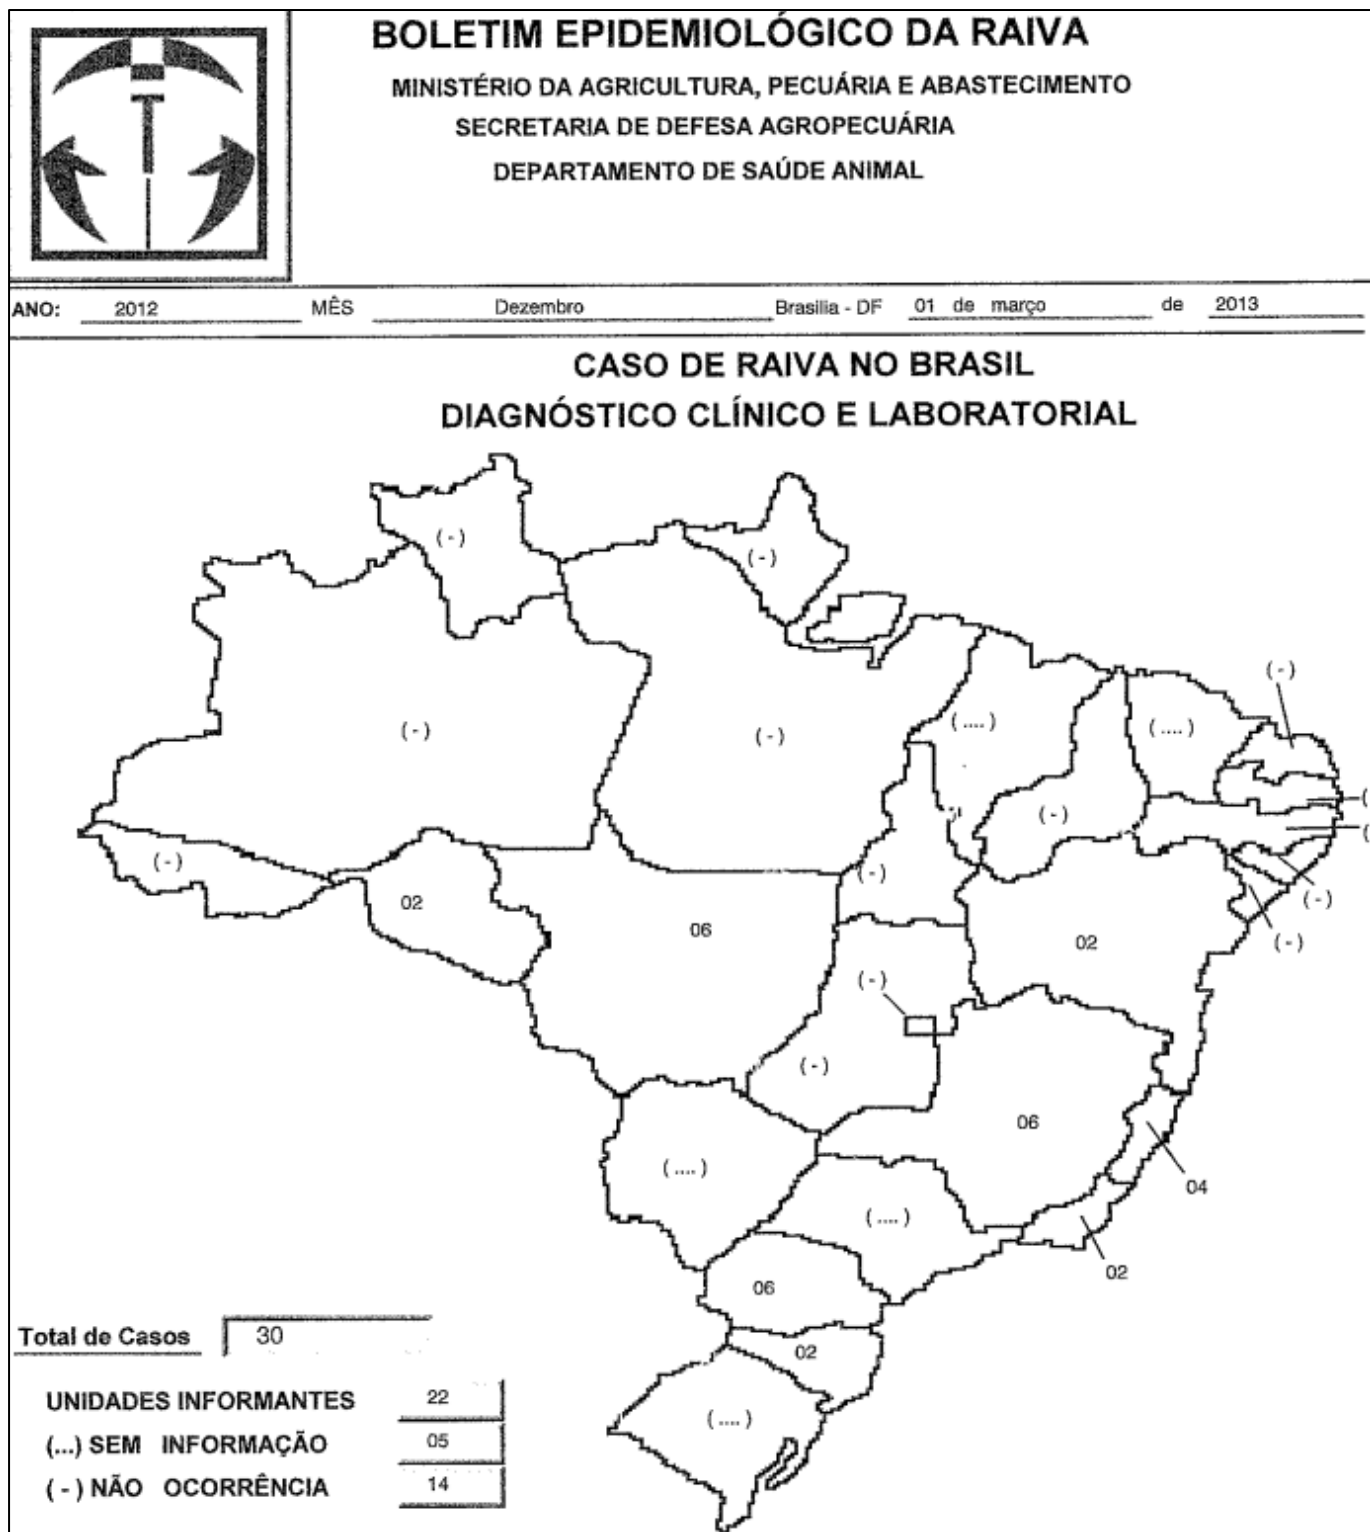 BOLETIM EPIDEMIOLÓGICO DA RAIVA
MINISTÉRIO DA AGRICULTURA, PECUÁRIA E ABASTECIMENTO
SECRETARIA DE DEFESA AGROPECUÁRIA
DEPARTAMENTO DE SAÚDE ANIMAL
ANO: 2012 MÊS Dezembro Brasilia - DF 01 de março de 2013
CASO DE RAIVA NO BRASIL
DIAGNÓSTICO CLÍNICO E LABORATORIAL
(-)
(-)
(-)
(-)
(-)
(....)
(....)
(
(-)
(
(-)
(-)
(-)
02
06
02
(-)
(-)
(-)
06
(....)
04
(....)
02
06
Total de Casos 30
02
UNIDADES INFORMANTES 22
(....)
(...) SEM INFORMAÇÃO 05
(-) NÃO OCORRÊNCIA 14